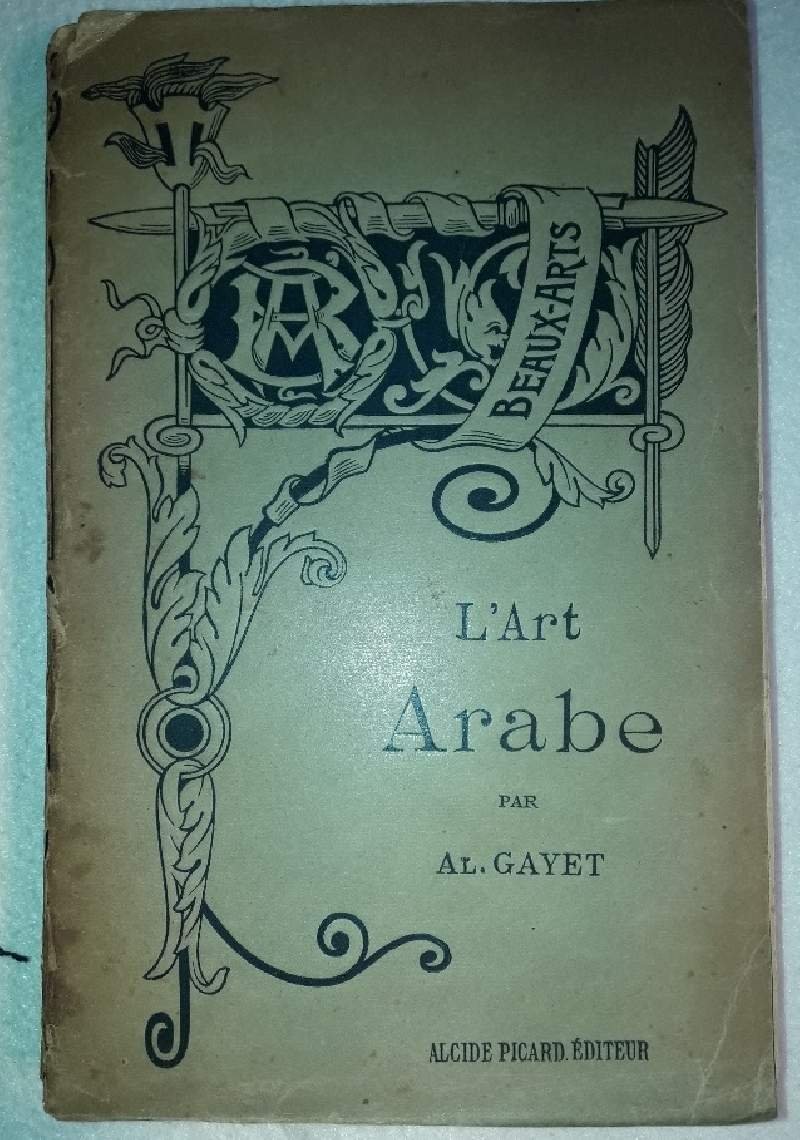 BEAUX-ARTS
L'Art
Arabe
PAR
AL. GAYET
ALCIDE PICARD. ÉDITEUR